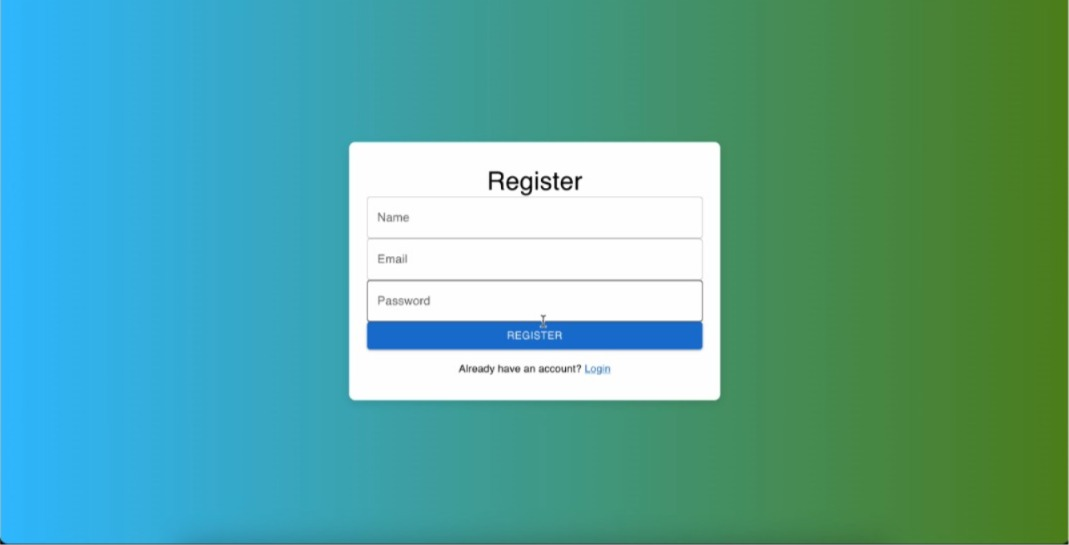 Register
Name
Email
Password
REGISTER
Already have an account? Login